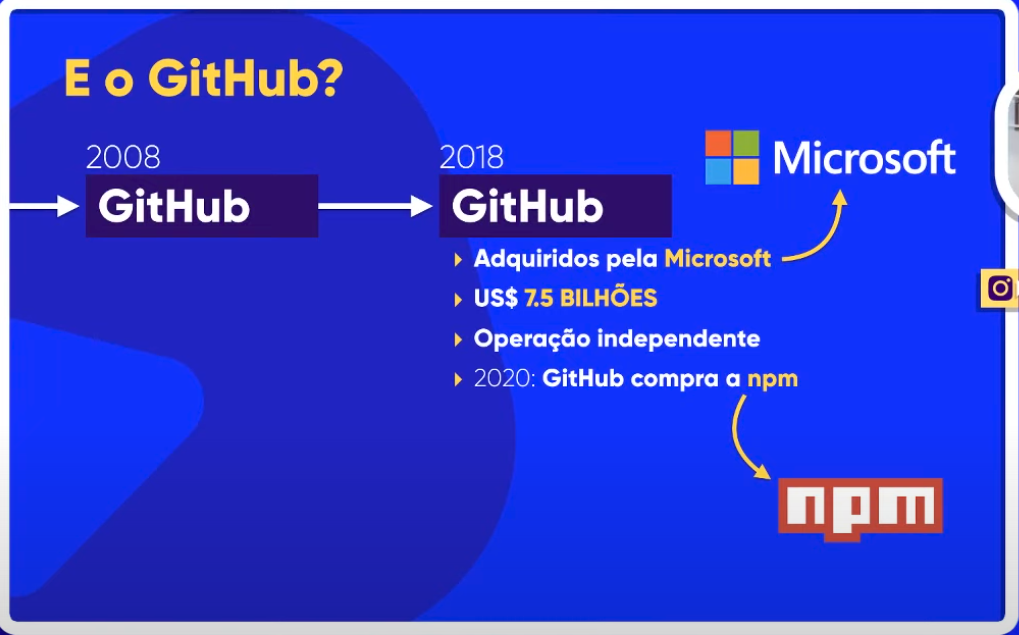 E o GitHub?
2008
GitHub
2018
GitHub
Microsoft
Adquiridos pela Microsoft
US$ 7.5 BILHÕES
Operação independente
2020: GitHub compra a npm
npm